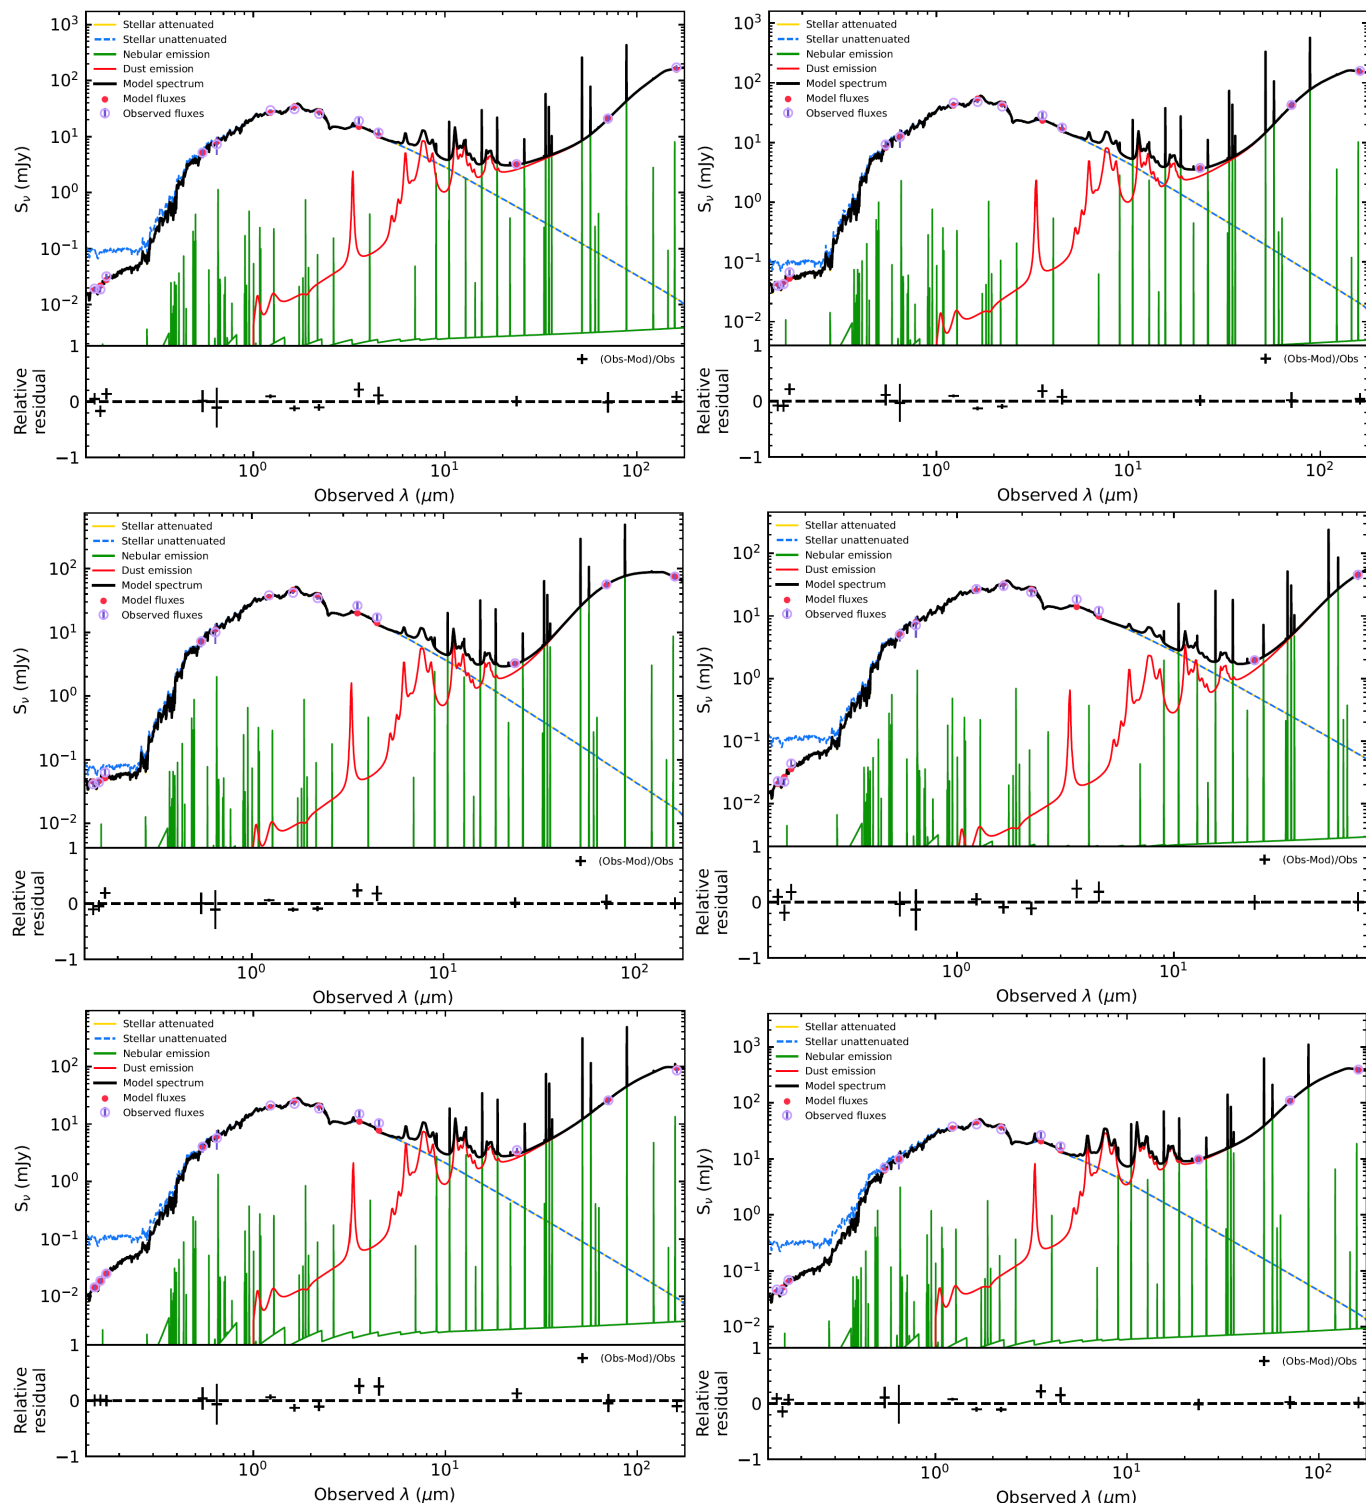 10³
10²
10¹
10⁰
10⁻¹
10⁻²
Sν (mJy)
Stellar attenuated
Stellar unattenuated
Nebular emission
Dust emission
Model spectrum
Model fluxes
Observed fluxes
1
0
−1
Relative
residual
(Obs-Mod)/Obs
10⁰ 10¹ 10²
Observed λ (μm)
10³
10²
10¹
10⁰
10⁻¹
10⁻²
Sν (mJy)
Stellar attenuated
Stellar unattenuated
Nebular emission
Dust emission
Model spectrum
Model fluxes
Observed fluxes
1
0
−1
Relative
residual
(Obs-Mod)/Obs
10⁰ 10¹ 10²
Observed λ (μm)
10²
10¹
10⁰
10⁻¹
10⁻²
Sν (mJy)
Stellar attenuated
Stellar unattenuated
Nebular emission
Dust emission
Model spectrum
Model fluxes
Observed fluxes
1
0
−1
Relative
residual
(Obs-Mod)/Obs
10⁰ 10¹ 10²
Observed λ (μm)
10²
10¹
10⁰
10⁻¹
10⁻²
Sν (mJy)
Stellar attenuated
Stellar unattenuated
Nebular emission
Dust emission
Model spectrum
Model fluxes
Observed fluxes
1
0
−1
Relative
residual
(Obs-Mod)/Obs
10⁰ 10¹
Observed λ (μm)
10²
10¹
10⁰
10⁻¹
10⁻²
Sν (mJy)
Stellar attenuated
Stellar unattenuated
Nebular emission
Dust emission
Model spectrum
Model fluxes
Observed fluxes
1
0
−1
Relative
residual
(Obs-Mod)/Obs
10⁰ 10¹ 10²
Observed λ (μm)
10³
10²
10¹
10⁰
10⁻¹
10⁻²
Sν (mJy)
Stellar attenuated
Stellar unattenuated
Nebular emission
Dust emission
Model spectrum
Model fluxes
Observed fluxes
1
0
−1
Relative
residual
(Obs-Mod)/Obs
10⁰ 10¹ 10²
Observed λ (μm)